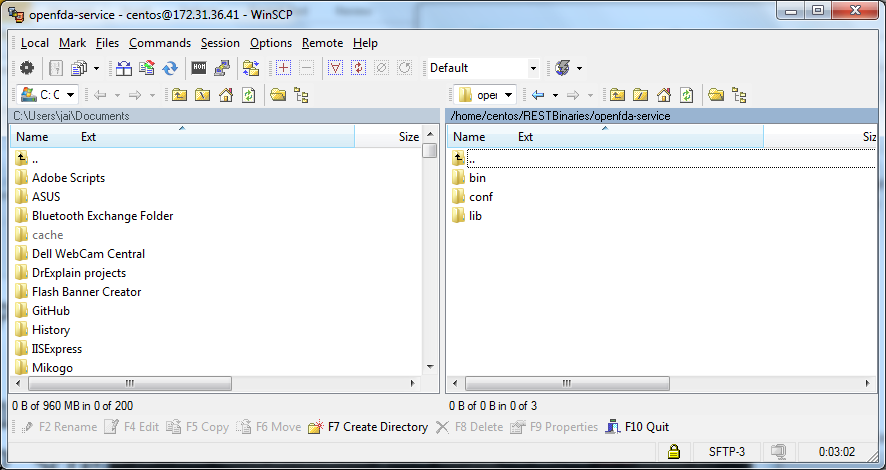 openfda-service - centos@172.31.36.41 - WinSCP
Local Mark Files Commands Session Options Remote Help
Default
C: C
oper
C:\Users\jai\Documents
/home/centos/RESTBinaries/openfda-service
Name Ext Size
Name Ext Siz
..
Adobe Scripts
ASUS
Bluetooth Exchange Folder
cache
Dell WebCam Central
DrExplain projects
Flash Banner Creator
GitHub
History
IISExpress
Mikogo
..
bin
conf
lib
0 B of 960 MB in 0 of 200
0 B of 0 B in 0 of 3
F2 Rename F4 Edit F5 Copy F6 Move F7 Create Directory F8 Delete F9 Properties F10 Quit
SFTP-3 0:03:02